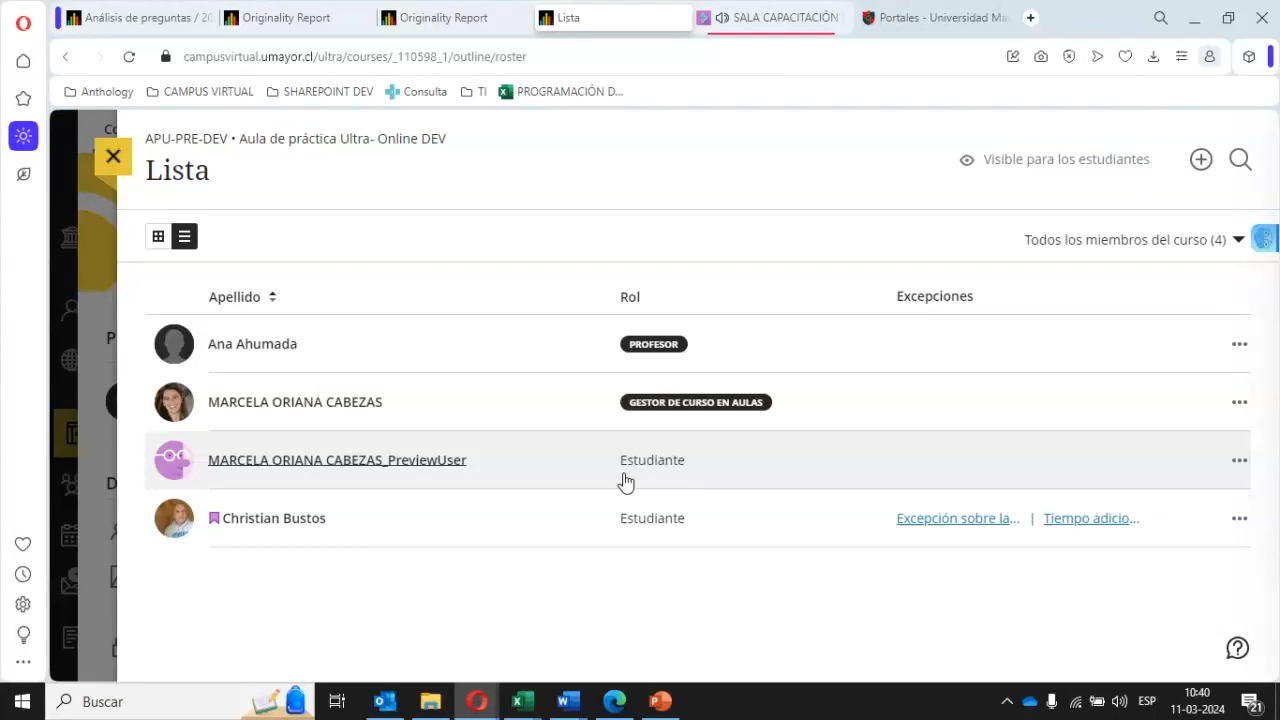 Análisis de preguntas / 20
Originality Report
Originality Report
Lista
SALA CAPACITACIÓN
Portales - Universidad Ma
campusvirtual.umayor.cl/ultra/courses/_110598_1/outline/roster
Anthology
CAMPUS VIRTUAL
SHAREPOINT DEV
Consulta
TI
PROGRAMACIÓN D...
APU-PRE-DEV • Aula de práctica Ultra- Online DEV
Lista
Visible para los estudiantes
Todos los miembros del curso (4)
Apellido
Rol
Excepciones
Ana Ahumada
PROFESOR
MARCELA ORIANA CABEZAS
GESTOR DE CURSO EN AULAS
MARCELA ORIANA CABEZAS_PreviewUser
Estudiante
Christian Bustos
Estudiante
Excepción sobre la... | Tiempo adicio...
Buscar
ESP
10:40
11-03-2024
21